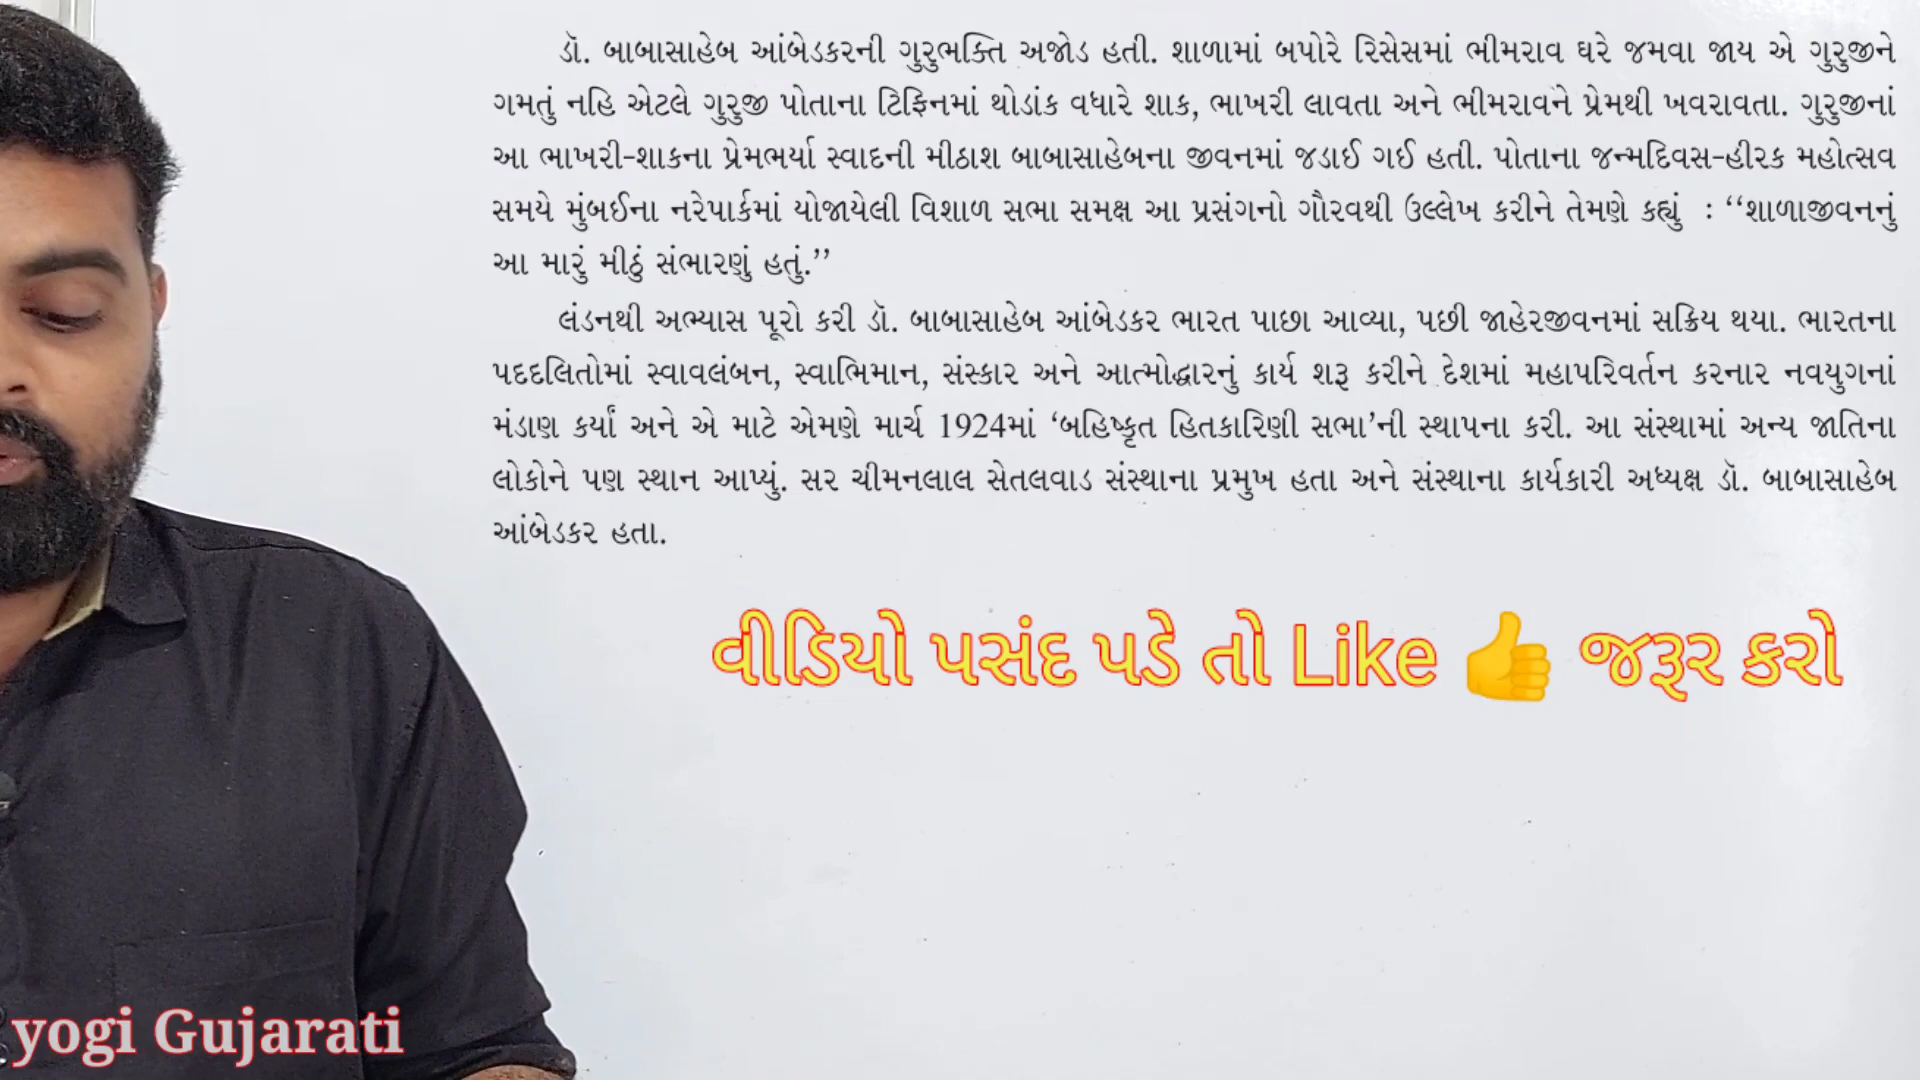 ડૉ. બાબાસાહેબ આંબેડકરની ગુરુભક્તિ અજોડ હતી. શાળામાં બપોરે રિસેસમાં ભીમરાવ ઘરે જમવા જાય એ ગુરુજીને
ગમતું નહિ એટલે ગુરુજી પોતાના ટિફિનમાં થોડાંક વધારે શાક, ભાખરી લાવતા અને ભીમરાવને પ્રેમથી ખવરાવતા. ગુરુજીનાં
આ ભાખરી-શાકના પ્રેમભર્યા સ્વાદની મીઠાશ બાબાસાહેબના જીવનમાં જડાઈ ગઈ હતી. પોતાના જન્મદિવસ-હીરક મહોત્સવ
સમયે મુંબઈના નરેપાર્કમાં યોજાયેલી વિશાળ સભા સમક્ષ આ પ્રસંગનો ગૌરવથી ઉલ્લેખ કરીને તેમણે કહ્યું : ‘‘શાળાજીવનનું
આ મારું મીઠું સંભારણું હતું.’’
લંડનથી અભ્યાસ પૂરો કરી ડૉ. બાબાસાહેબ આંબેડકર ભારત પાછા આવ્યા, પછી જાહેરજીવનમાં સક્રિય થયા. ભારતના
પદદલિતોમાં સ્વાવલંબન, સ્વાભિમાન, સંસ્કાર અને આત્મોદ્ધારનું કાર્ય શરૂ કરીને દેશમાં મહાપરિવર્તન કરનાર નવયુગનાં
મંડાણ કર્યાં અને એ માટે એમણે માર્ચ 1924માં ‘બહિષ્કૃત હિતકારિણી સભા’ની સ્થાપના કરી. આ સંસ્થામાં અન્ય જાતિના
લોકોને પણ સ્થાન આપ્યું. સર ચીમનલાલ સેતલવાડ સંસ્થાના પ્રમુખ હતા અને સંસ્થાના કાર્યકારી અધ્યક્ષ ડૉ. બાબાસાહેબ
આંબેડકર હતા.
વીડિયો પસંદ પડે તો Like 👍 જરૂર કરો
yogi Gujarati